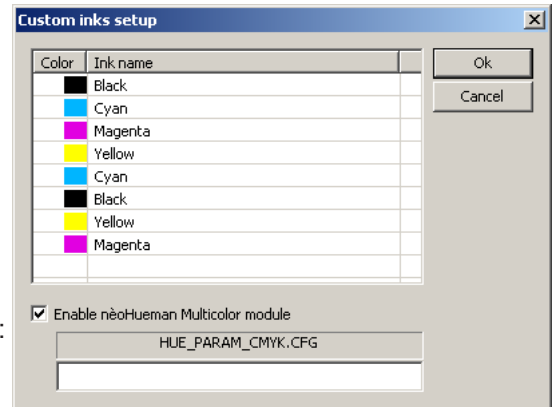 Custom inks setup
Color Ink name
Black
Cyan
Magenta
Yellow
Cyan
Black
Yellow
Magenta
Ok
Cancel
Enable nèoHueman Multicolor module
:
HUE_PARAM_CMYK.CFG